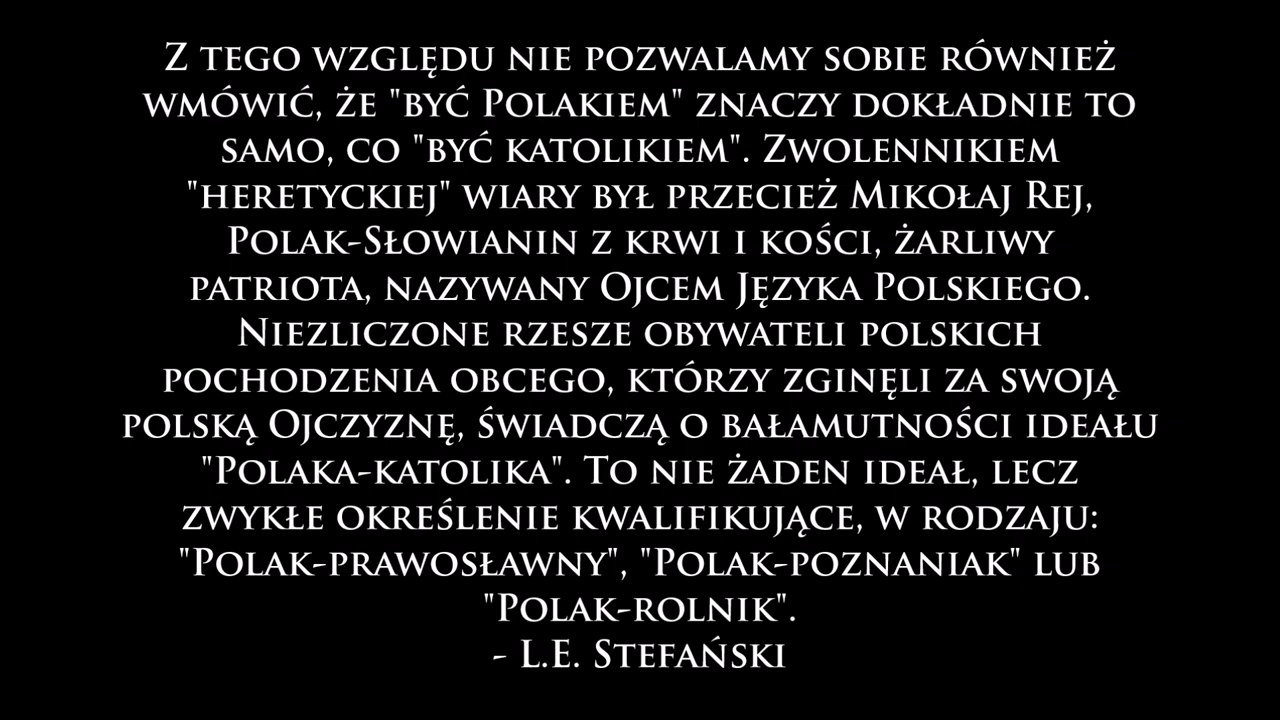 Z tego względu nie pozwalamy sobie również
wmówić, że "być Polakiem" znaczy dokładnie to
samo, co "być katolikiem". Zwolennikiem
"heretyckiej" wiary był przecież Mikołaj Rej,
Polak-Słowianin z krwi i kości, żarliwy
patriota, nazywany Ojcem Języka Polskiego.
Niezliczone rzesze obywateli polskich
pochodzenia obcego, którzy zginęli za swoją
polską Ojczyznę, świadczą o bałamutności ideału
"Polaka-katolika". To nie żaden ideał, lecz
zwykłe określenie kwalifikujące, w rodzaju:
"Polak-prawosławny", "Polak-poznaniak" lub
"Polak-rolnik".
- L.E. Stefański